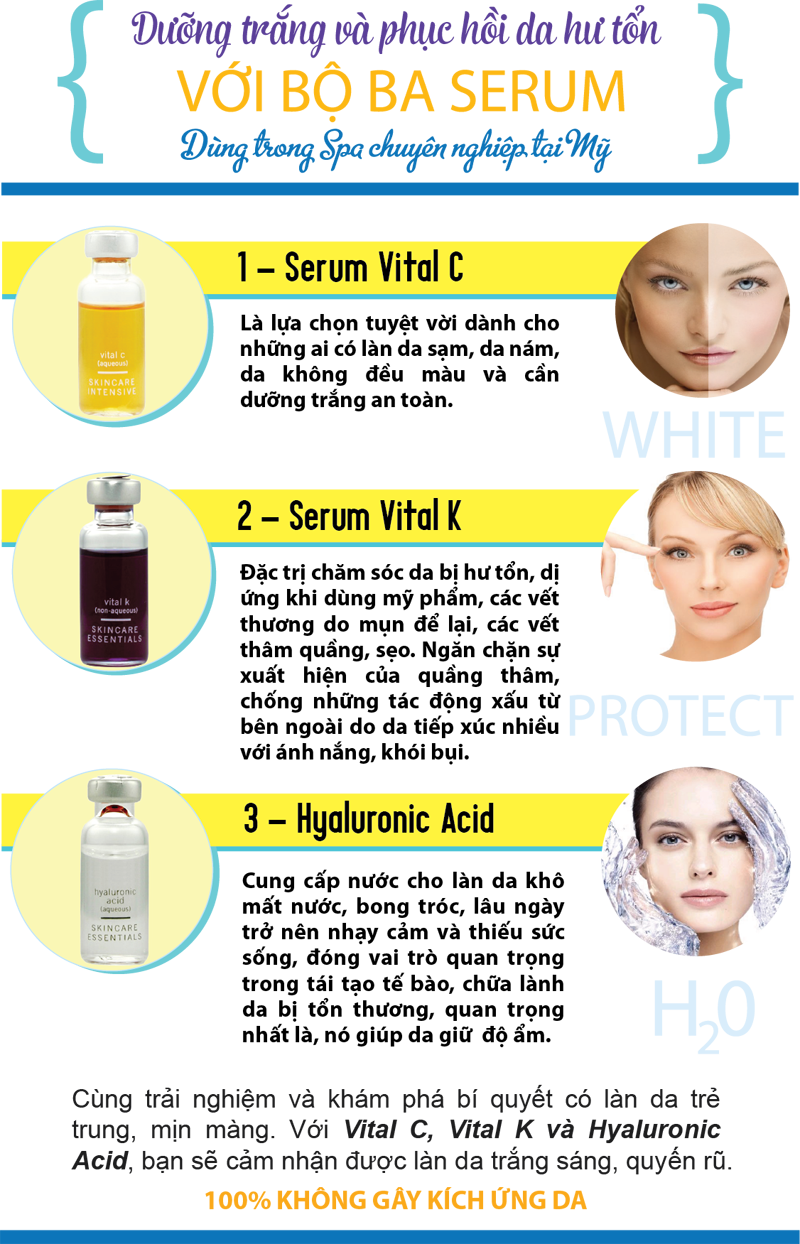 Dưỡng trắng và phục hồi da hư tổn
VỚI BỘ BA SERUM
Dùng trong Spa chuyên nghiệp tại Mỹ
1 – Serum Vital C
vital c
(aqueous)
SKINCARE
INTENSIVE
Là lựa chọn tuyệt vời dành cho
những ai có làn da sạm, da nám,
da không đều màu và cần
dưỡng trắng an toàn.
WHITE
2 – Serum Vital K
vital k
(non-aqueous)
SKINCARE
ESSENTIALS
Đặc trị chăm sóc da bị hư tổn, dị
ứng khi dùng mỹ phẩm, các vết
thương do mụn để lại, các vết
thâm quầng, sẹo. Ngăn chặn sự
xuất hiện của quầng thâm,
chống những tác động xấu từ
bên ngoài do da tiếp xúc nhiều
với ánh nắng, khói bụi.
PROTECT
3 – Hyaluronic Acid
hyaluronic
acid
(aqueous)
SKINCARE
ESSENTIALS
Cung cấp nước cho làn da khô
mất nước, bong tróc, lâu ngày
trở nên nhạy cảm và thiếu sức
sống, đóng vai trò quan trọng
trong tái tạo tế bào, chữa lành
da bị tổn thương, quan trọng
nhất là, nó giúp da giữ độ ẩm.
H₂0
Cùng trải nghiệm và khám phá bí quyết có làn da trẻ
trung, mịn màng. Với Vital C, Vital K và Hyaluronic
Acid, bạn sẽ cảm nhận được làn da trắng sáng, quyến rũ.
100% KHÔNG GÂY KÍCH ỨNG DA